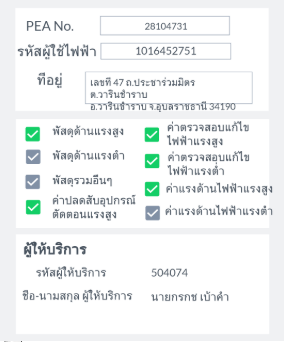 PEA No. 28104731
รหัสผู้ใช้ไฟฟ้า 1016452751
ที่อยู่ เลขที่ 47 ถ.ประชาร่วมมิตร
ต.วารินชำราบ
อ.วารินชำราบ จ.อุบลราชธานี 34190
พัสดุด้านแรงสูง
พัสดุด้านแรงต่ำ
พัสดุรวมอื่นๆ
ค่าปลดสับอุปกรณ์
ตัดตอนแรงสูง
ค่าตรวจสอบแก้ไข
ไฟฟ้าแรงสูง
ค่าตรวจสอบแก้ไข
ไฟฟ้าแรงต่ำ
ค่าแรงด้านไฟฟ้าแรงสูง
ค่าแรงด้านไฟฟ้าแรงต่ำ
ผู้ให้บริการ
รหัสผู้ให้บริการ 504074
ชื่อ-นามสกุล ผู้ให้บริการ นายกรกช เบ้าคำ